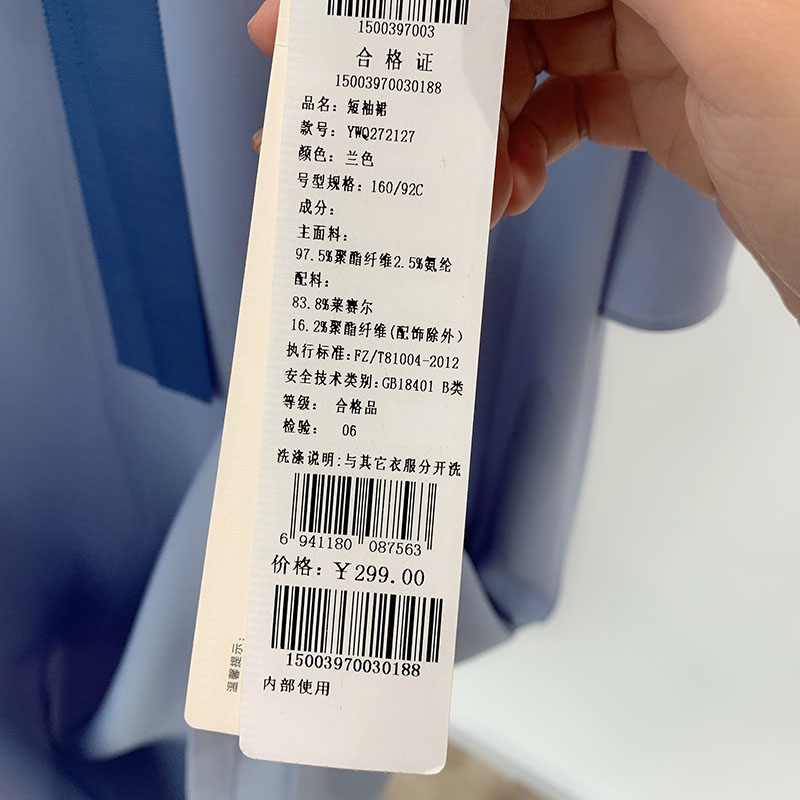 1500397003
合格证
15003970030188
品名：短袖裙
款号：YWQ272127
颜色：兰色
号型规格：160/92C
成分：
主面料：
97.5%聚酯纤维2.5%氨纶
配料：
83.8%莱赛尔
16.2%聚酯纤维(配饰除外)
执行标准:FZ/T81004-2012
安全技术类别:GB18401 B类
等级： 合格品
检验： 06
洗涤说明:与其它衣服分开洗
6 941180 087563
价格：￥299.00
15003970030188
内部使用
温馨提示: